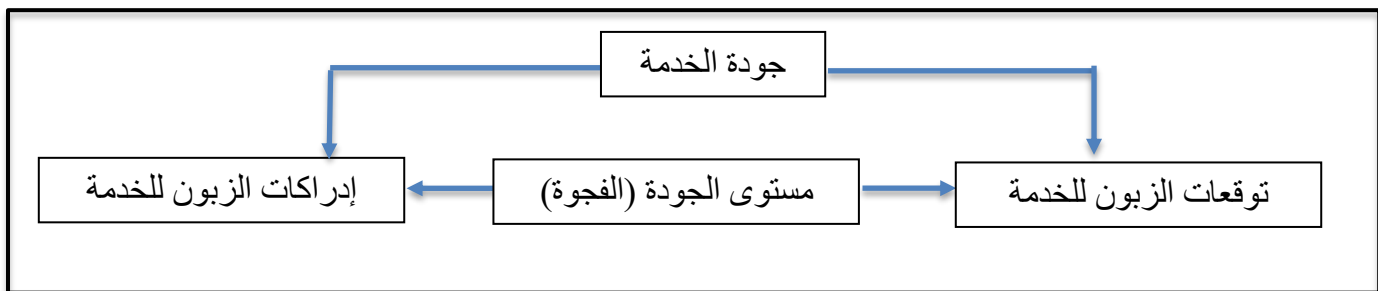 جودة الخدمة
توقعات الزبون للخدمة
مستوى الجودة (الفجوة)
إدراكات الزبون للخدمة